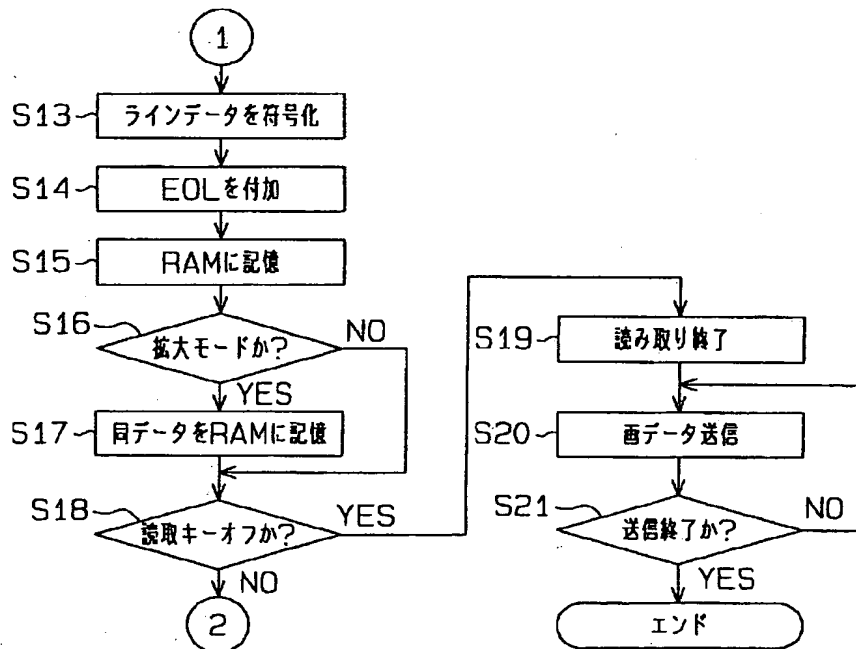 1
S13
ラインデータを符号化
S14
EOLを付加
S15
RAMに記憶
S16
拡大モードか?
NO
YES
S17
同データをRAMに記憶
S18
読取キーオフか?
YES
NO
2
S19
読み取り終了
S20
画データ送信
S21
送信終了か?
NO
YES
エンド